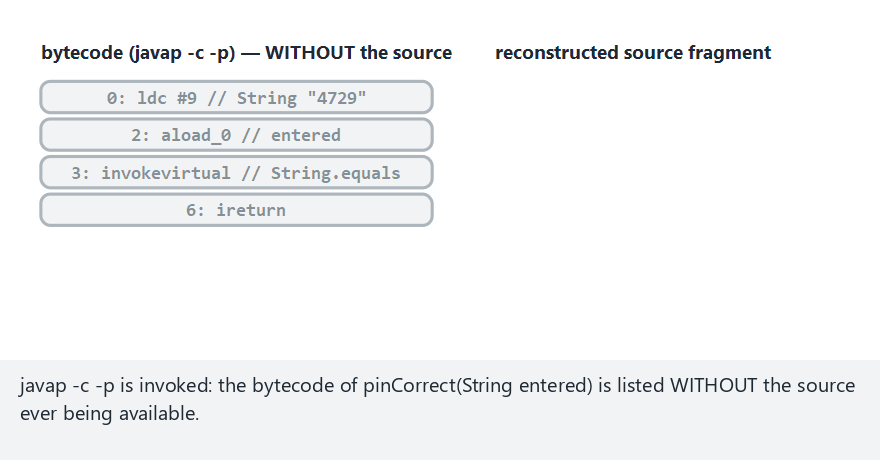 bytecode (javap -c -p) — WITHOUT the source
reconstructed source fragment
0: ldc #9 // String "4729"
2: aload_0 // entered
3: invokevirtual // String.equals
6: ireturn
javap -c -p is invoked: the bytecode of pinCorrect(String entered) is listed WITHOUT the source
ever being available.